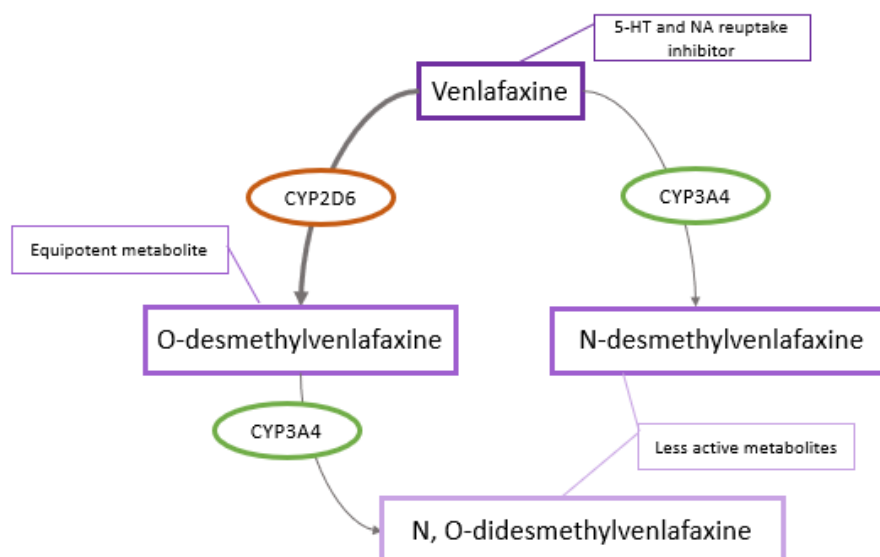 5-HT and NA reuptake
inhibitor
Venlafaxine
CYP2D6
CYP3A4
Equipotent metabolite
O-desmethylvenlafaxine
N-desmethylvenlafaxine
CYP3A4
Less active metabolites
N, O-didesmethylvenlafaxine